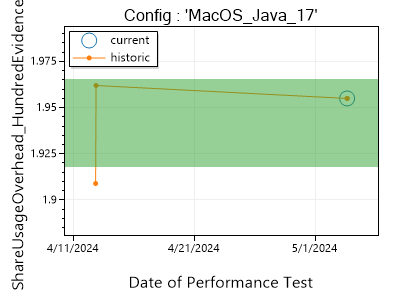 Config : 'MacOS_Java_17'
current
historic
ShareUsageOverhead_HundredEvidence
1.975
1.95
1.925
1.9
4/11/2024
4/21/2024
5/1/2024
Date of Performance Test